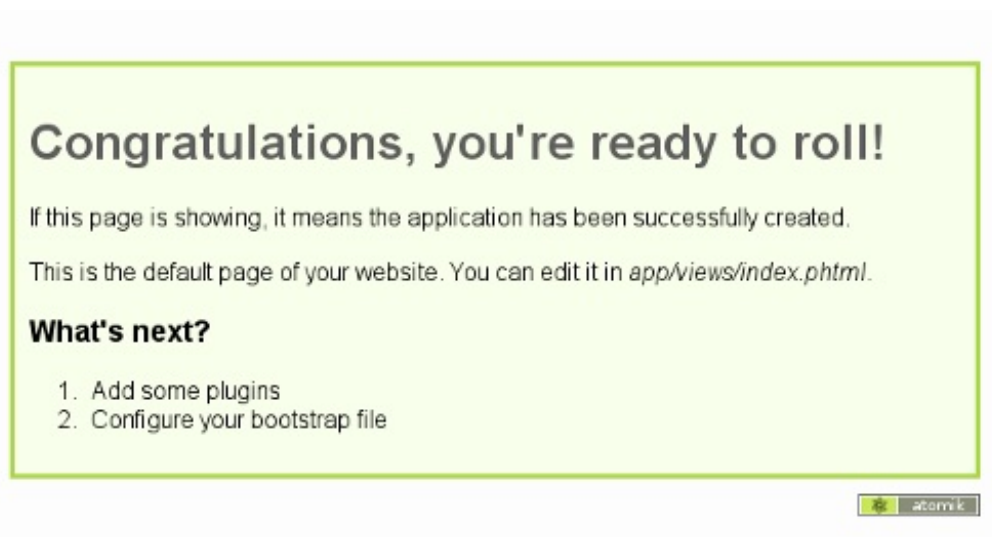 Congratulations, you're ready to roll!
If this page is showing, it means the application has been successfully created.
This is the default page of your website. You can edit it in app/views/index.phtml.
What's next?
1. Add some plugins
2. Configure your bootstrap file
atomik